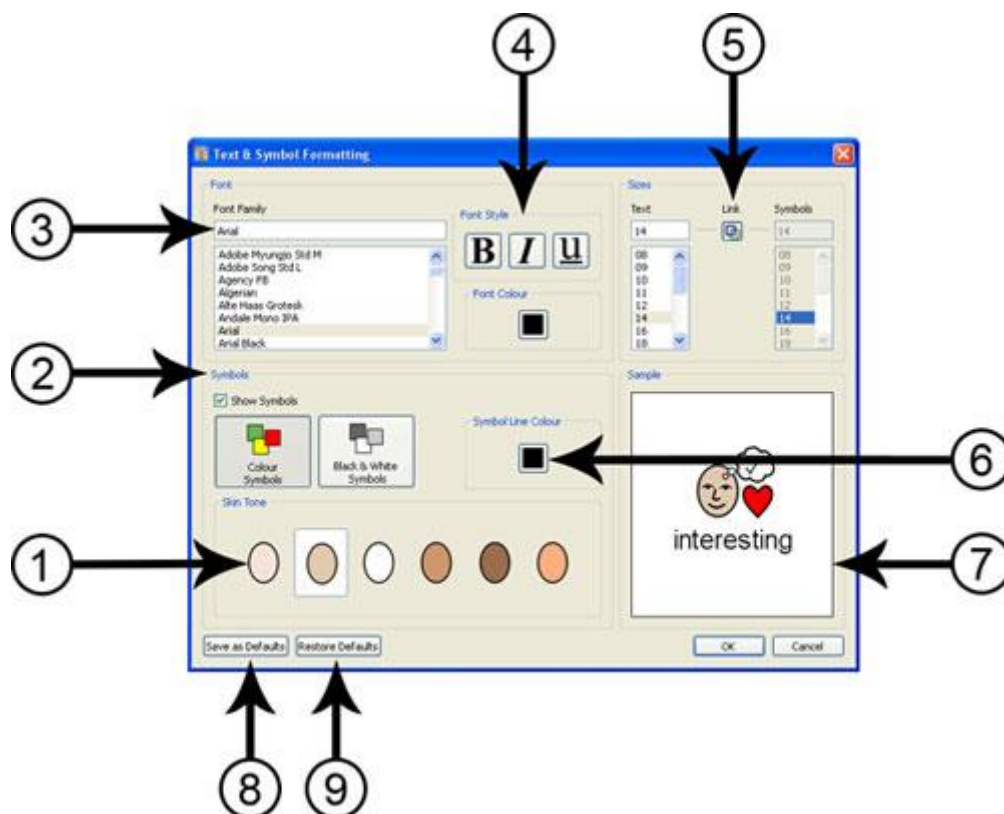 4
5
Text & Symbol Formatting
Font
Sizes
Font Family
Font Style
Text
Link
Symbols
3
Arial
14
14
B I u
Adobe Myungjo Std M
Adobe Song Std L
Agency FB
Algerian
Alte Haas Grotesk
Andale Mono IPA
Arial
Arial Black
Font Colour
08
09
10
11
12
14
16
18
08
09
10
11
12
14
16
18
2
Symbols
Sample
Show Symbols
Symbol Line Colour
Colour
Symbols
Black & White
Symbols
6
Skin Tone
interesting
1
7
Save as Defaults
Restore Defaults
OK
Cancel
8
9